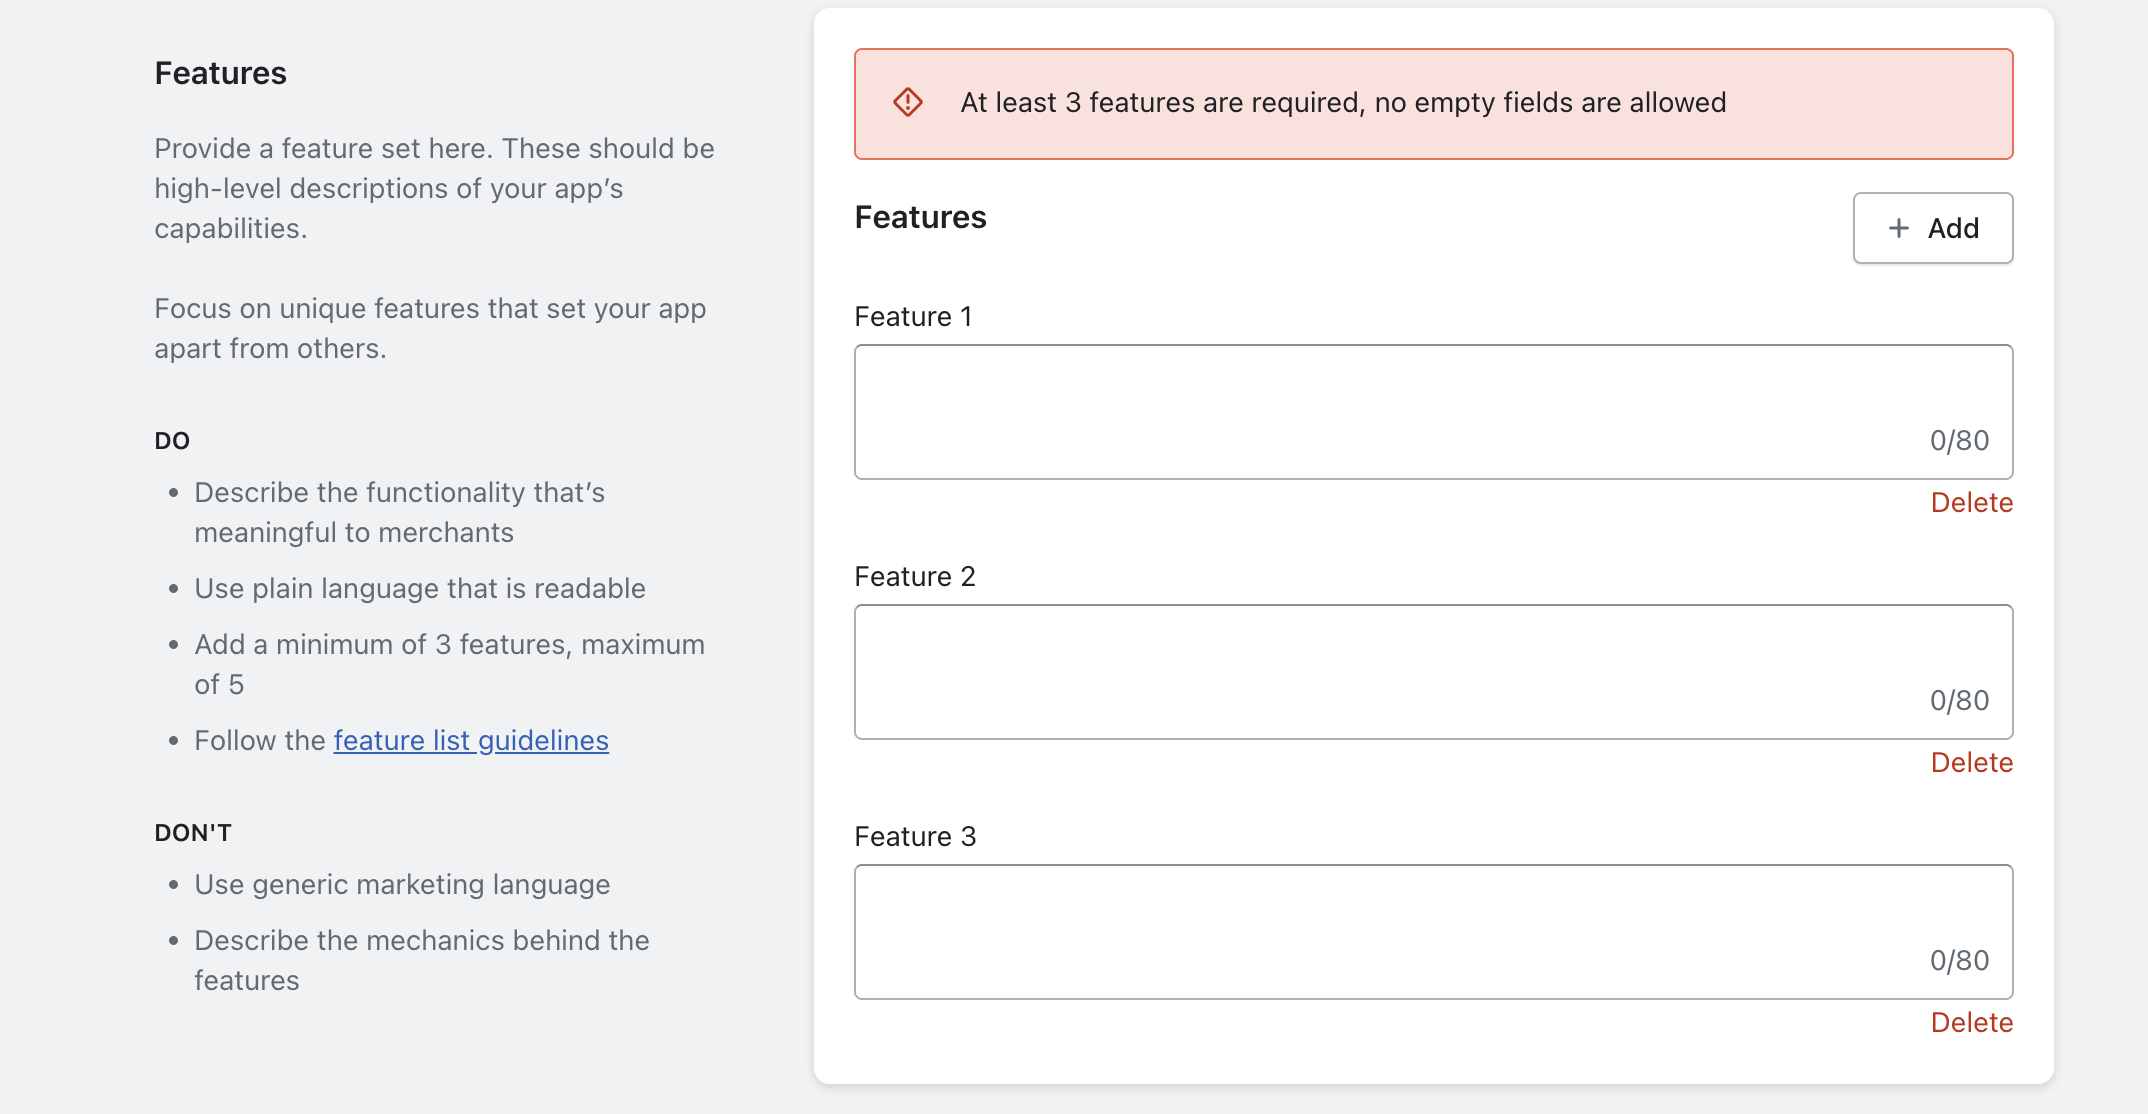 Features
Provide a feature set here. These should be
high-level descriptions of your app’s
capabilities.
Focus on unique features that set your app
apart from others.
DO
Describe the functionality that’s
meaningful to merchants
Use plain language that is readable
Add a minimum of 3 features, maximum
of 5
Follow the feature list guidelines
DON'T
Use generic marketing language
Describe the mechanics behind the
features
At least 3 features are required, no empty fields are allowed
Features
+ Add
Feature 1
0/80
Delete
Feature 2
0/80
Delete
Feature 3
0/80
Delete